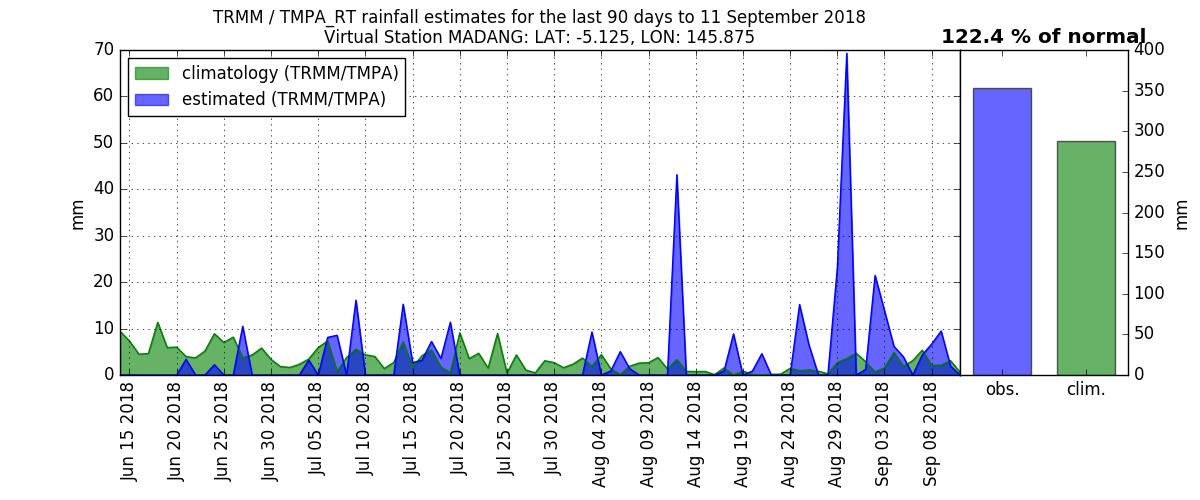 TRMM / TMPA_RT rainfall estimates for the last 90 days to 11 September 2018
Virtual Station MADANG: LAT: -5.125, LON: 145.875
122.4 % of normal
climatology (TRMM/TMPA)
estimated (TRMM/TMPA)
mm
70
60
50
40
30
20
10
0
Jun 15 2018
Jun 20 2018
Jun 25 2018
Jun 30 2018
Jul 05 2018
Jul 10 2018
Jul 15 2018
Jul 20 2018
Jul 25 2018
Jul 30 2018
Aug 04 2018
Aug 09 2018
Aug 14 2018
Aug 19 2018
Aug 24 2018
Aug 29 2018
Sep 03 2018
Sep 08 2018
obs.
clim.
400
350
300
250
200
150
100
50
0
mm